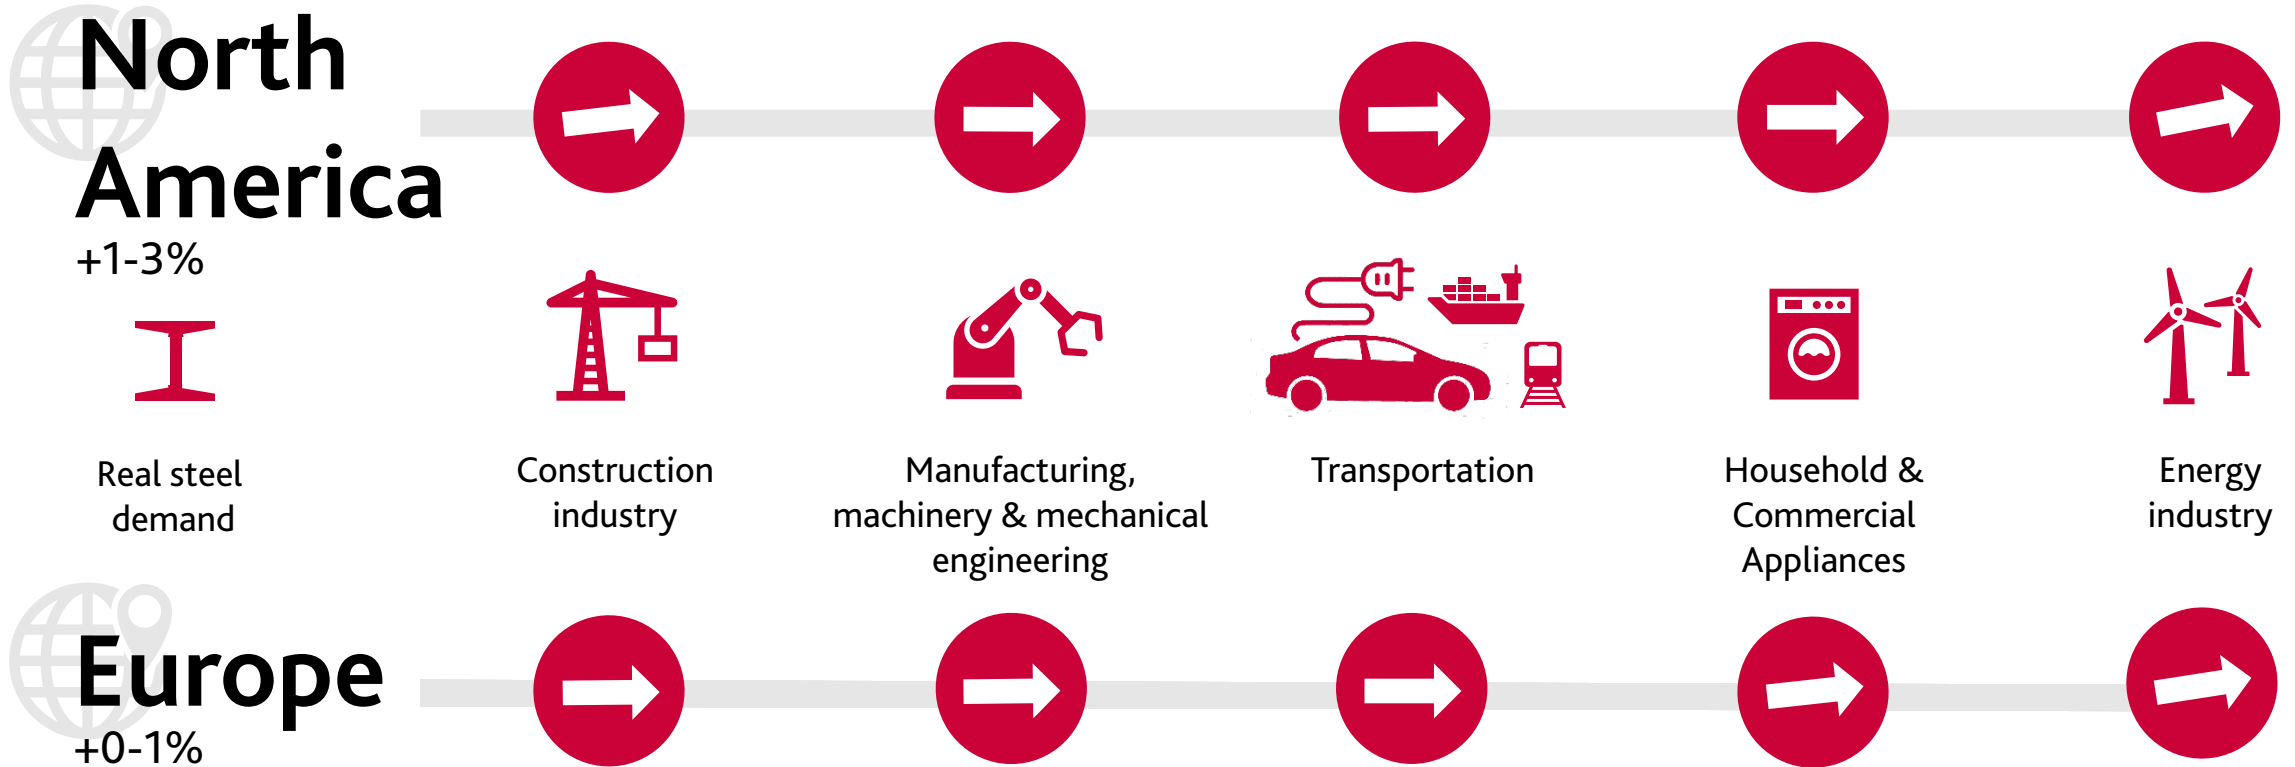 North
America
+1-3%
Real steel
demand
Construction
industry
Manufacturing,
machinery & mechanical
engineering
Transportation
Household &
Commercial
Appliances
Energy
industry
Europe
+0-1%